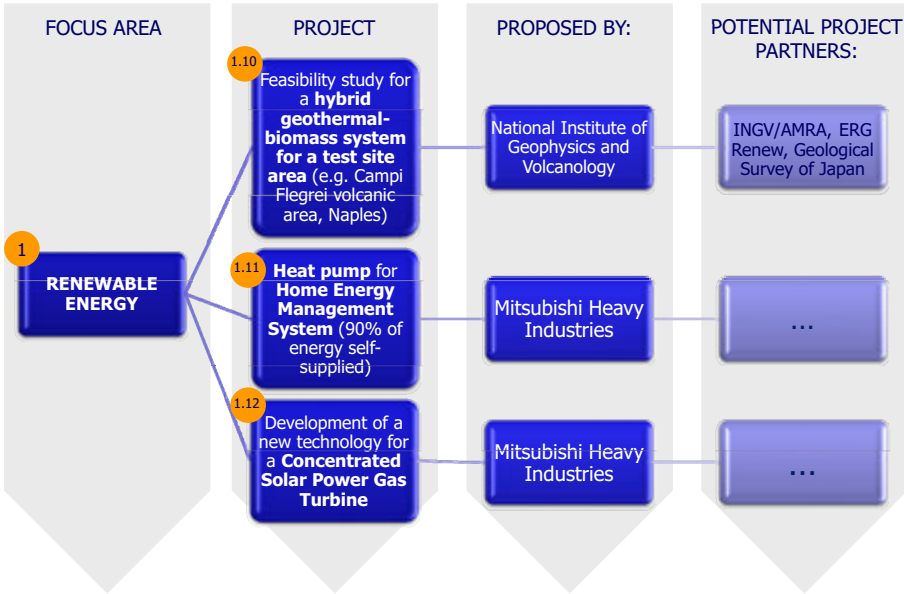 FOCUS AREA
PROJECT
PROPOSED BY:
POTENTIAL PROJECT
PARTNERS:
1
RENEWABLE
ENERGY
1.10
Feasibility study for
a hybrid
geothermal-
biomass system
for a test site
area (e.g. Campi
Flegrei volcanic
area, Naples)
National Institute of
Geophysics and
Volcanology
INGV/AMRA, ERG
Renew, Geological
Survey of Japan
1.11
Heat pump for
Home Energy
Management
System (90% of
energy self-
supplied)
Mitsubishi Heavy
Industries
...
1.12
Development of a
new technology for
a Concentrated
Solar Power Gas
Turbine
Mitsubishi Heavy
Industries
...